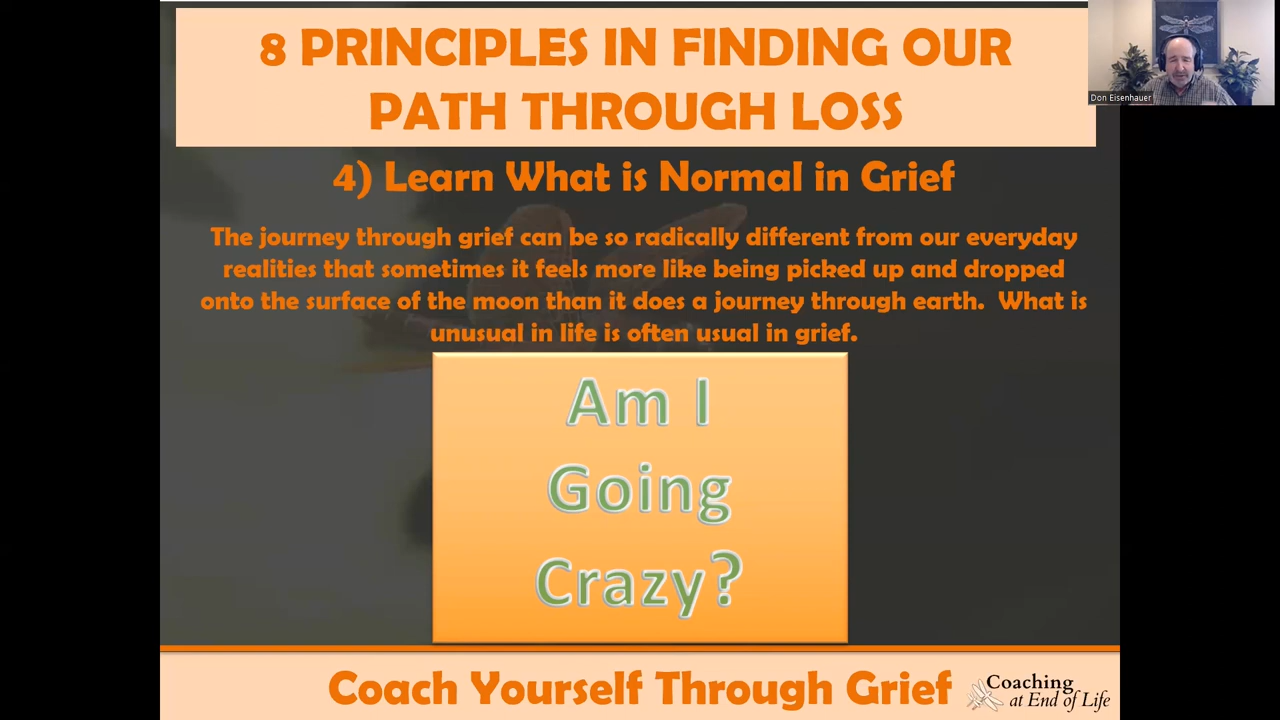 8 PRINCIPLES IN FINDING OUR
PATH THROUGH LOSS
Don Eisenhauer
4) Learn What is Normal in Grief
The journey through grief can be so radically different from our everyday
realities that sometimes it feels more like being picked up and dropped
onto the surface of the moon than it does a journey through earth.  What is
unusual in life is often usual in grief.
Am I
Going
Crazy?
Coach Yourself Through Grief
Coaching
at End of Life